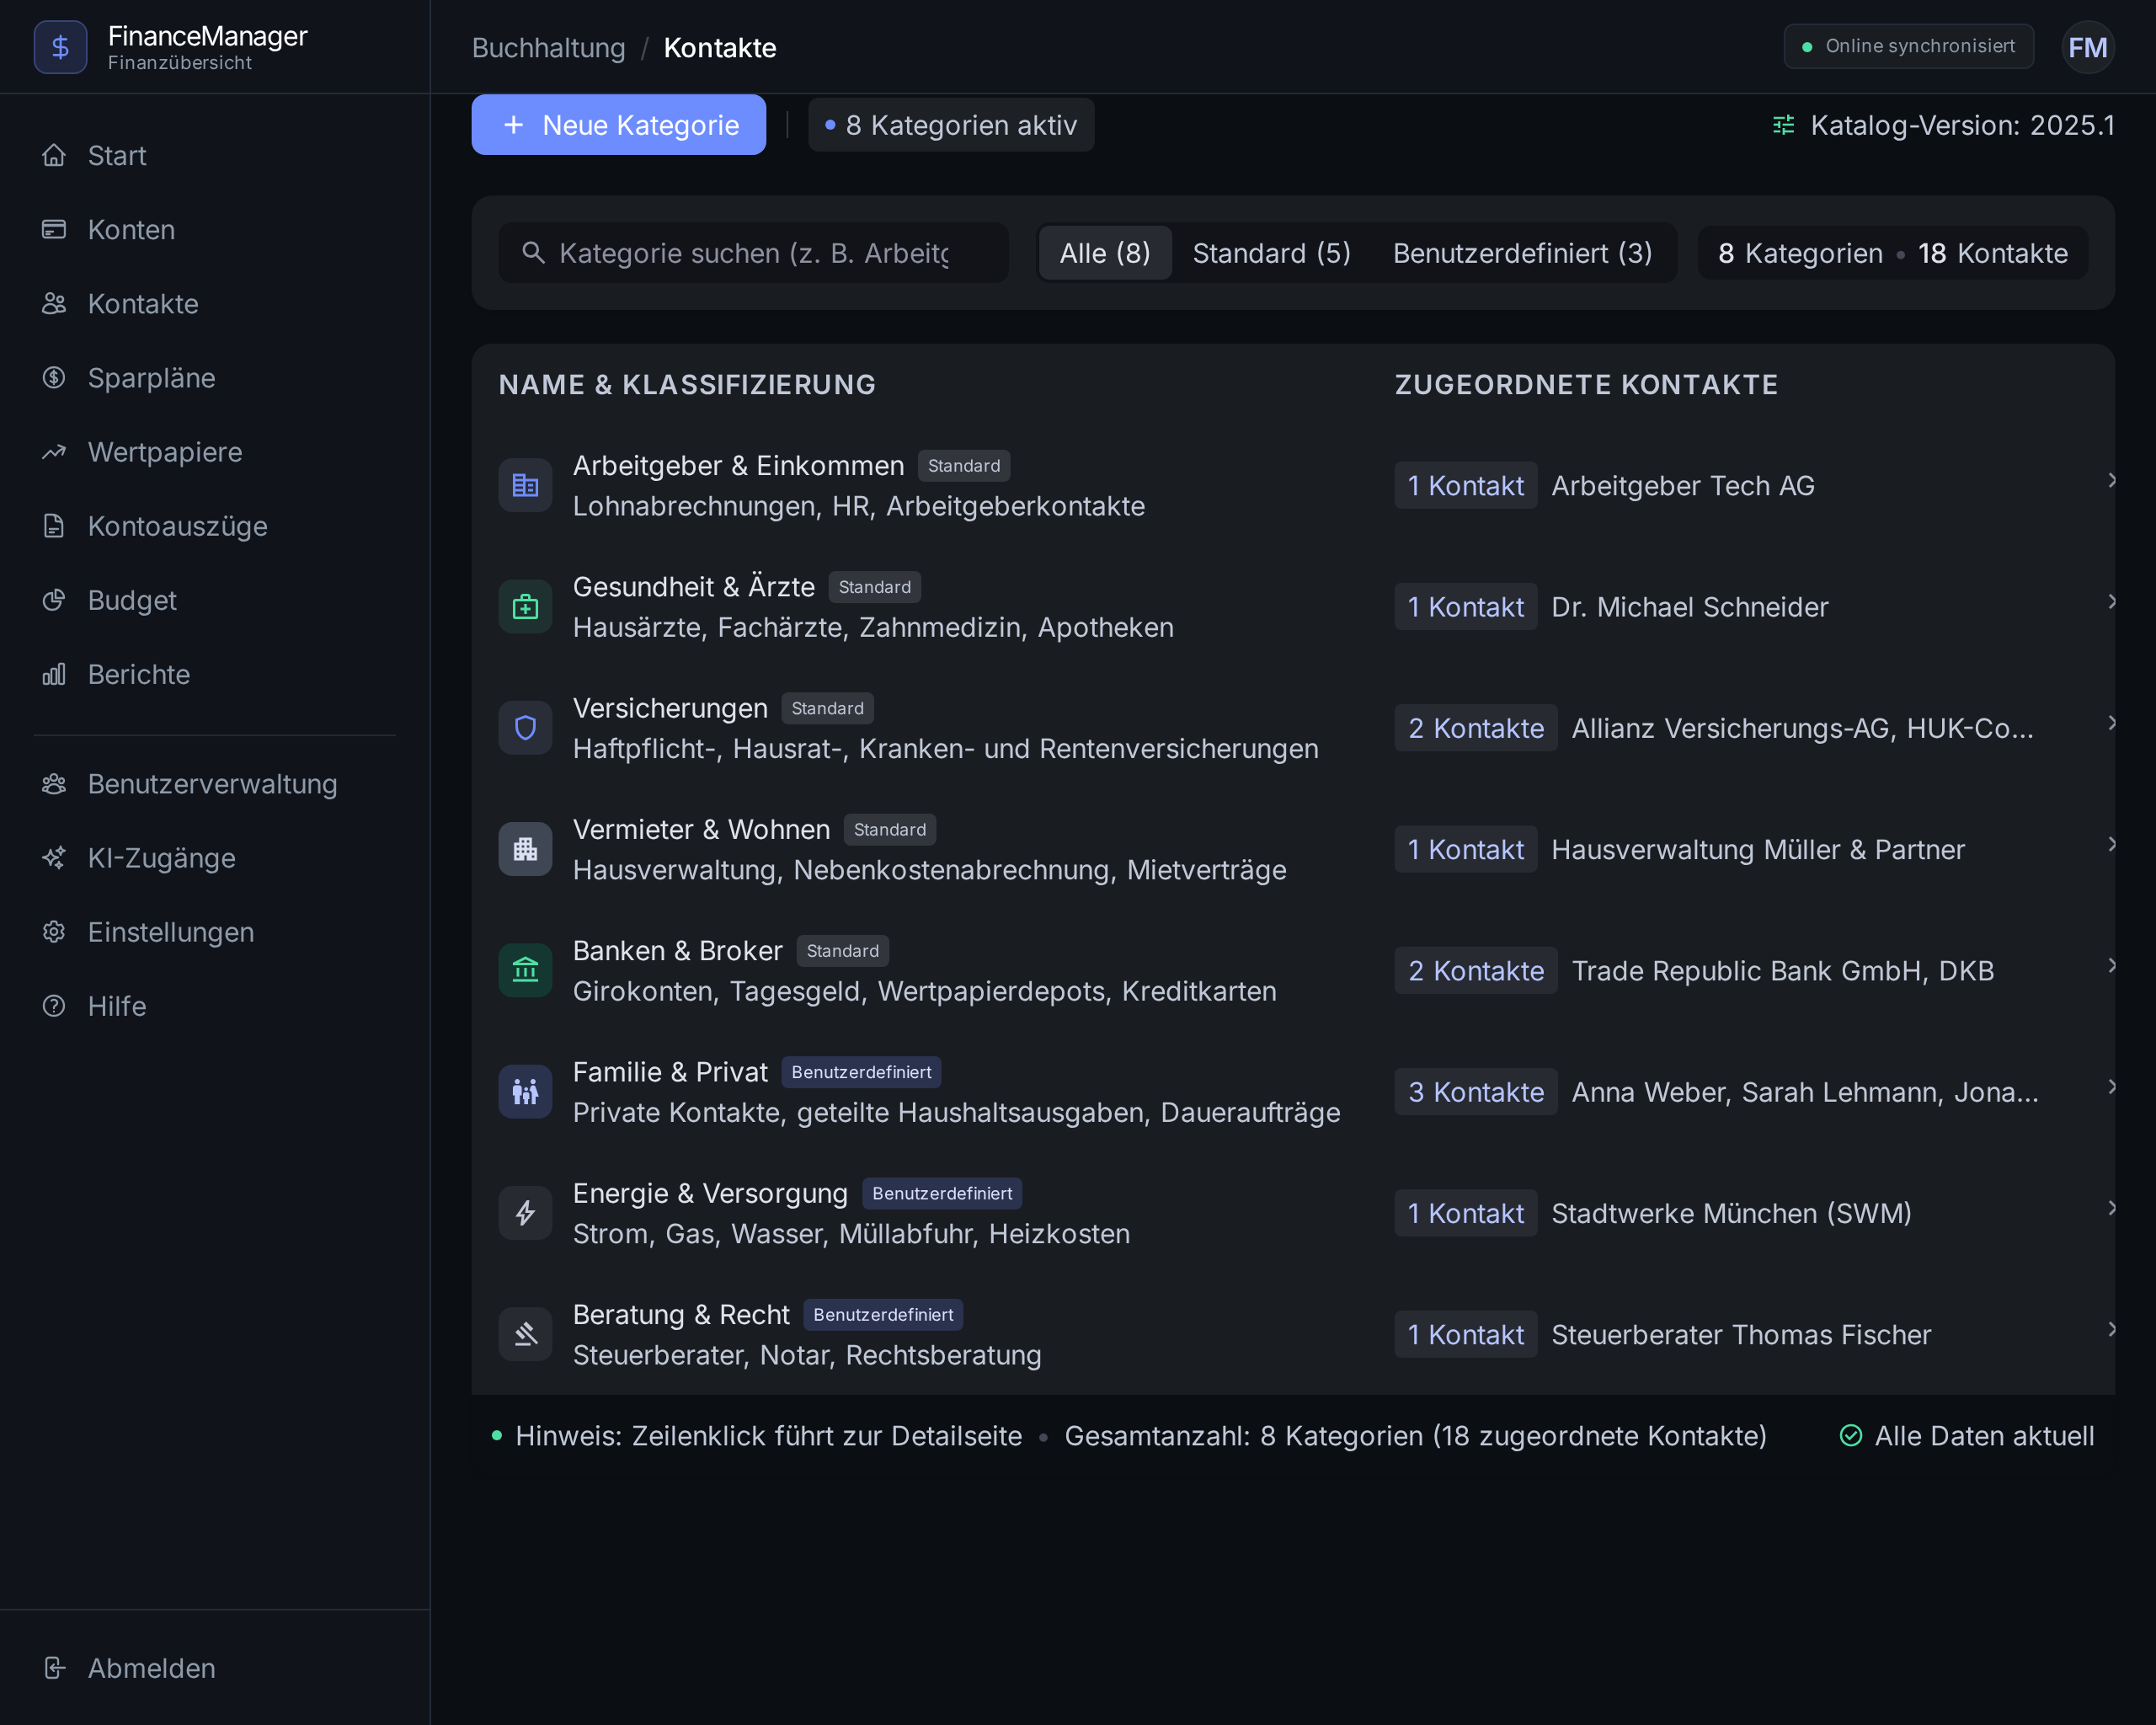 FinanceManager
Finanzübersicht
Buchhaltung / Kontakte
Online synchronisiert
FM
Start
Konten
Kontakte
Sparpläne
Wertpapiere
Kontoauszüge
Budget
Berichte
Benutzerverwaltung
KI-Zugänge
Einstellungen
Hilfe
Abmelden
+ Neue Kategorie
8 Kategorien aktiv
Katalog-Version: 2025.1
Kategorie suchen (z. B. Arbeitg
Alle (8)
Standard (5)
Benutzerdefiniert (3)
8 Kategorien • 18 Kontakte
NAME & KLASSIFIZIERUNG
ZUGEORDNETE KONTAKTE
Arbeitgeber & Einkommen Standard
Lohnabrechnungen, HR, Arbeitgeberkontakte
1 Kontakt Arbeitgeber Tech AG
Gesundheit & Ärzte Standard
Hausärzte, Fachärzte, Zahnmedizin, Apotheken
1 Kontakt Dr. Michael Schneider
Versicherungen Standard
Haftpflicht-, Hausrat-, Kranken- und Rentenversicherungen
2 Kontakte Allianz Versicherungs-AG, HUK-Co...
Vermieter & Wohnen Standard
Hausverwaltung, Nebenkostenabrechnung, Mietverträge
1 Kontakt Hausverwaltung Müller & Partner
Banken & Broker Standard
Girokonten, Tagesgeld, Wertpapierdepots, Kreditkarten
2 Kontakte Trade Republic Bank GmbH, DKB
Familie & Privat Benutzerdefiniert
Private Kontakte, geteilte Haushaltsausgaben, Daueraufträge
3 Kontakte Anna Weber, Sarah Lehmann, Jona...
Energie & Versorgung Benutzerdefiniert
Strom, Gas, Wasser, Müllabfuhr, Heizkosten
1 Kontakt Stadtwerke München (SWM)
Beratung & Recht Benutzerdefiniert
Steuerberater, Notar, Rechtsberatung
1 Kontakt Steuerberater Thomas Fischer
Hinweis: Zeilenklick führt zur Detailseite • Gesamtanzahl: 8 Kategorien (18 zugeordnete Kontakte)
Alle Daten aktuell